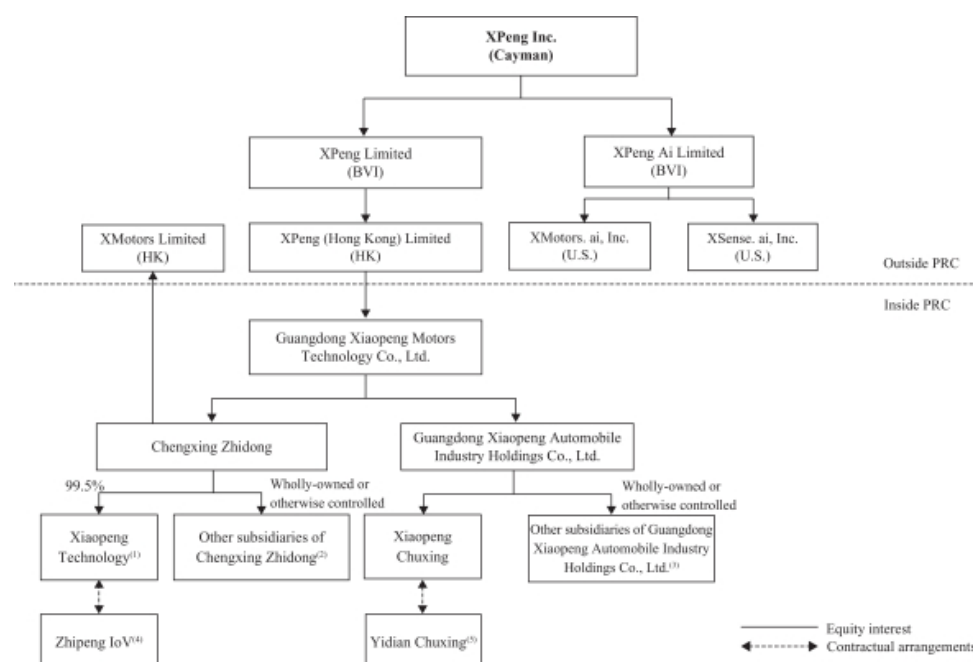 XPeng Inc.
(Cayman)
XPeng Limited
(BVI)
XPeng Ai Limited
(BVI)
XMotors Limited
(HK)
XPeng (Hong Kong) Limited
(HK)
XMotors. ai, Inc.
(U.S.)
XSense. ai, Inc.
(U.S.)
Outside PRC
Inside PRC
Guangdong Xiaopeng Motors
Technology Co., Ltd.
Chengxing Zhidong
Guangdong Xiaopeng Automobile
Industry Holdings Co., Ltd.
99.5%
Wholly-owned or
otherwise controlled
Wholly-owned or
otherwise controlled
Xiaopeng
Technology(1)
Other subsidiaries of
Chengxing Zhidong(2)
Xiaopeng
Chuxing
Other subsidiaries of Guangdong
Xiaopeng Automobile Industry
Holdings Co., Ltd.(3)
Zhipeng IoV(4)
Yidian Chuxing(5)
Equity interest
Contractual arrangements